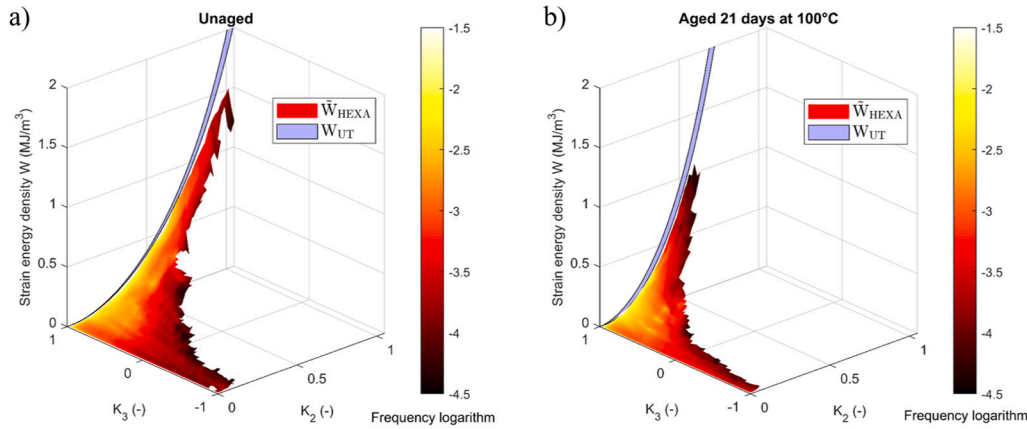 a)
Unaged
Strain energy density W (MJ/m³)
2
1.5
1
0.5
0
1
0
-1
K₃ (-)
0
0.5
1
K₂ (-)
W̃HEXA
WUT
-1.5
-2
-2.5
-3
-3.5
-4
-4.5
Frequency logarithm
b)
Aged 21 days at 100°C
Strain energy density W (MJ/m³)
2
1.5
1
0.5
0
1
0
-1
K₃ (-)
0
0.5
1
K₂ (-)
W̃HEXA
WUT
-1.5
-2
-2.5
-3
-3.5
-4
-4.5
Frequency logarithm